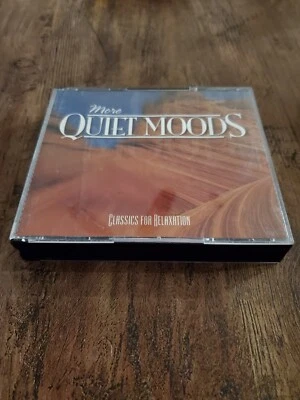 More
QUIET MOODS
CLASSICS FOR RELAXATION